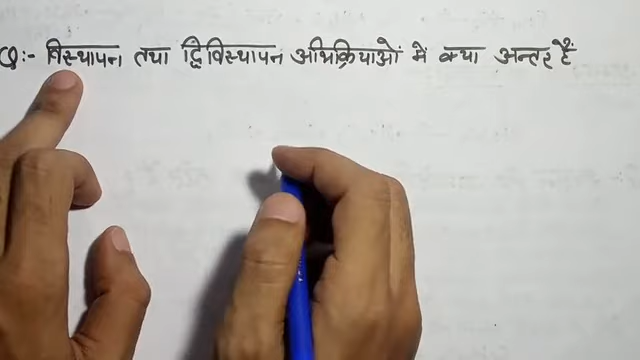 Q:- विस्थापन तथा द्विविस्थापन अभिक्रियाओं में क्या अन्तर है